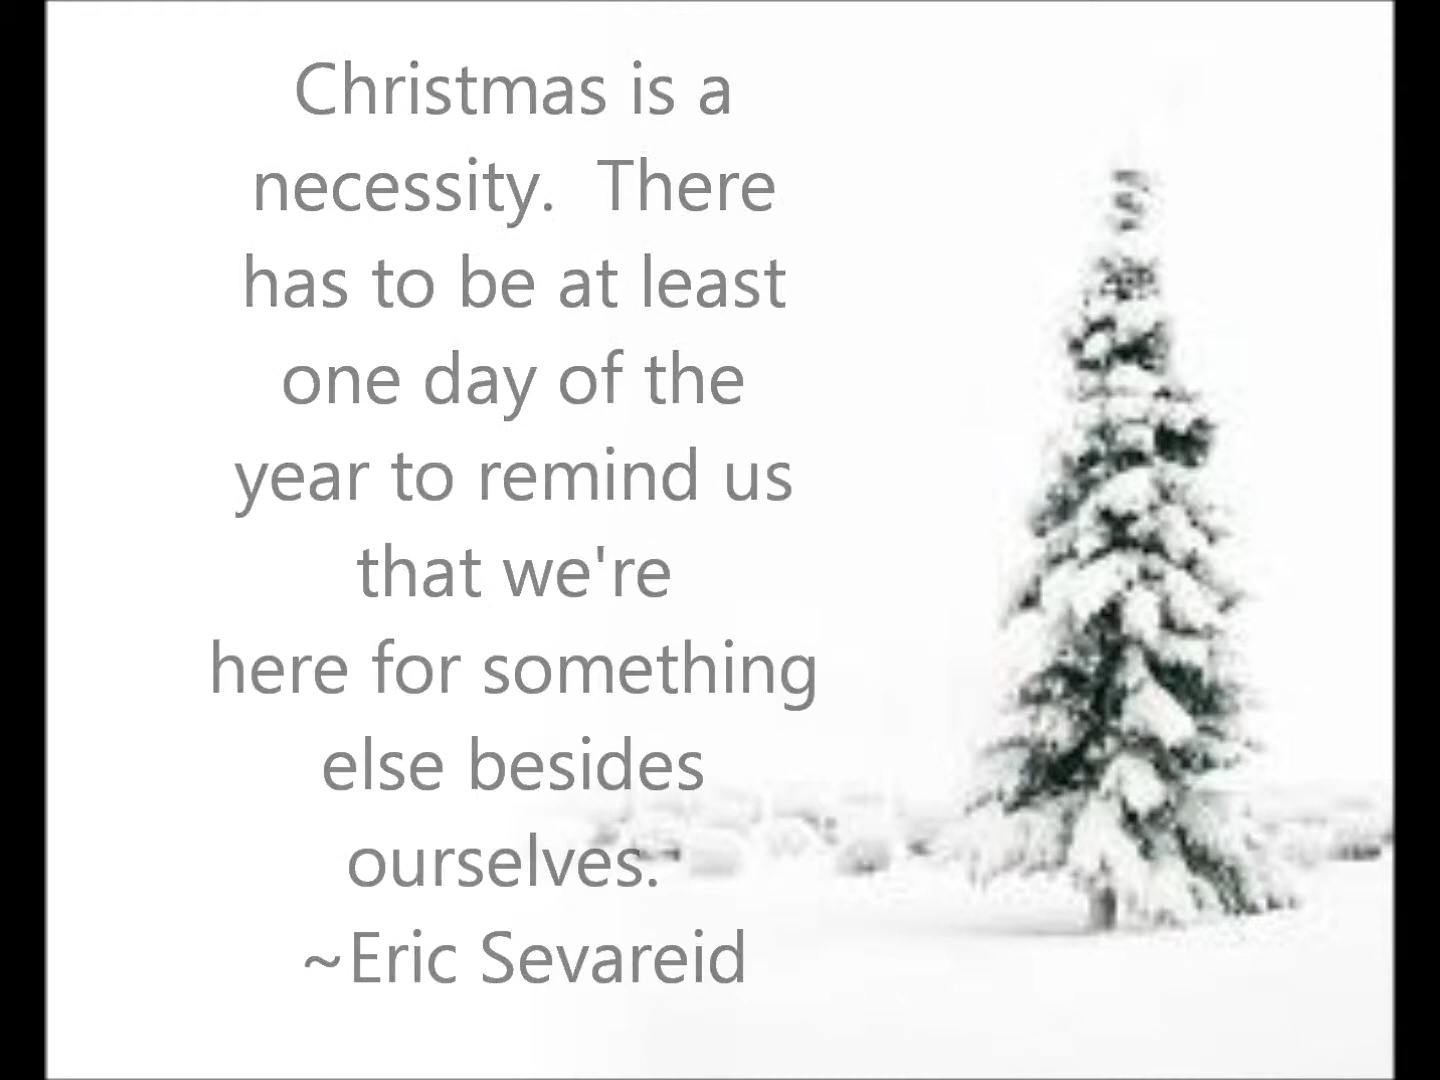 Christmas is a
necessity.  There
has to be at least
one day of the
year to remind us
that we're
here for something
else besides
ourselves.
~Eric Sevareid